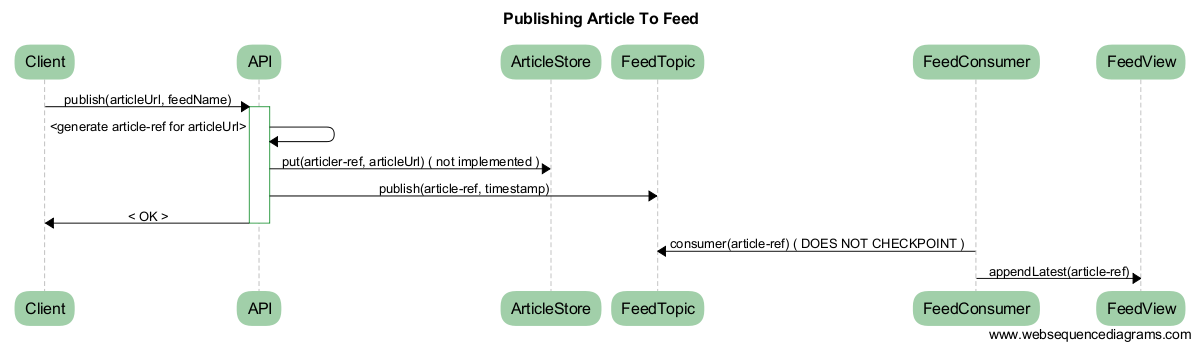 Publishing Article To Feed
Client API ArticleStore FeedTopic FeedConsumer FeedView
publish(articleUrl, feedName)
<generate article-ref for articleUrl>
put(articler-ref, articleUrl) ( not implemented )
publish(article-ref, timestamp)
< OK >
consumer(article-ref) ( DOES NOT CHECKPOINT )
appendLatest(article-ref)
Client API ArticleStore FeedTopic FeedConsumer FeedView
www.websequencediagrams.com